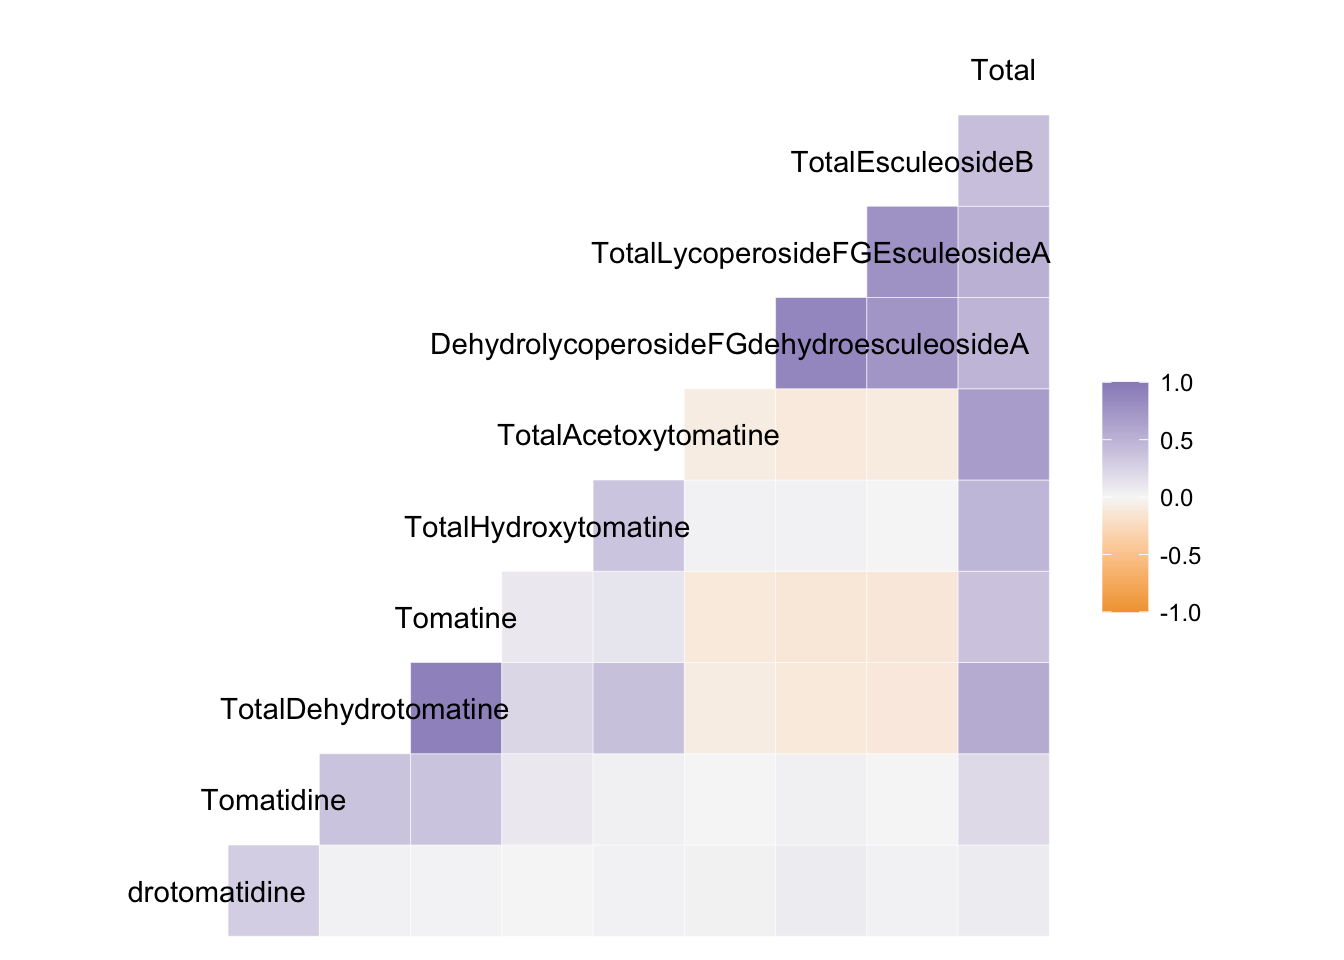 Total
TotalEsculeosideB
TotalLycoperosideFGEsculeosideA
DehydrolycoperosideFGdehydroesculeosideA
TotalAcetoxytomatine
TotalHydroxytomatine
Tomatine
TotalDehydrotomatine
Tomatidine
drotomatidine
1.0
0.5
0.0
-0.5
-1.0